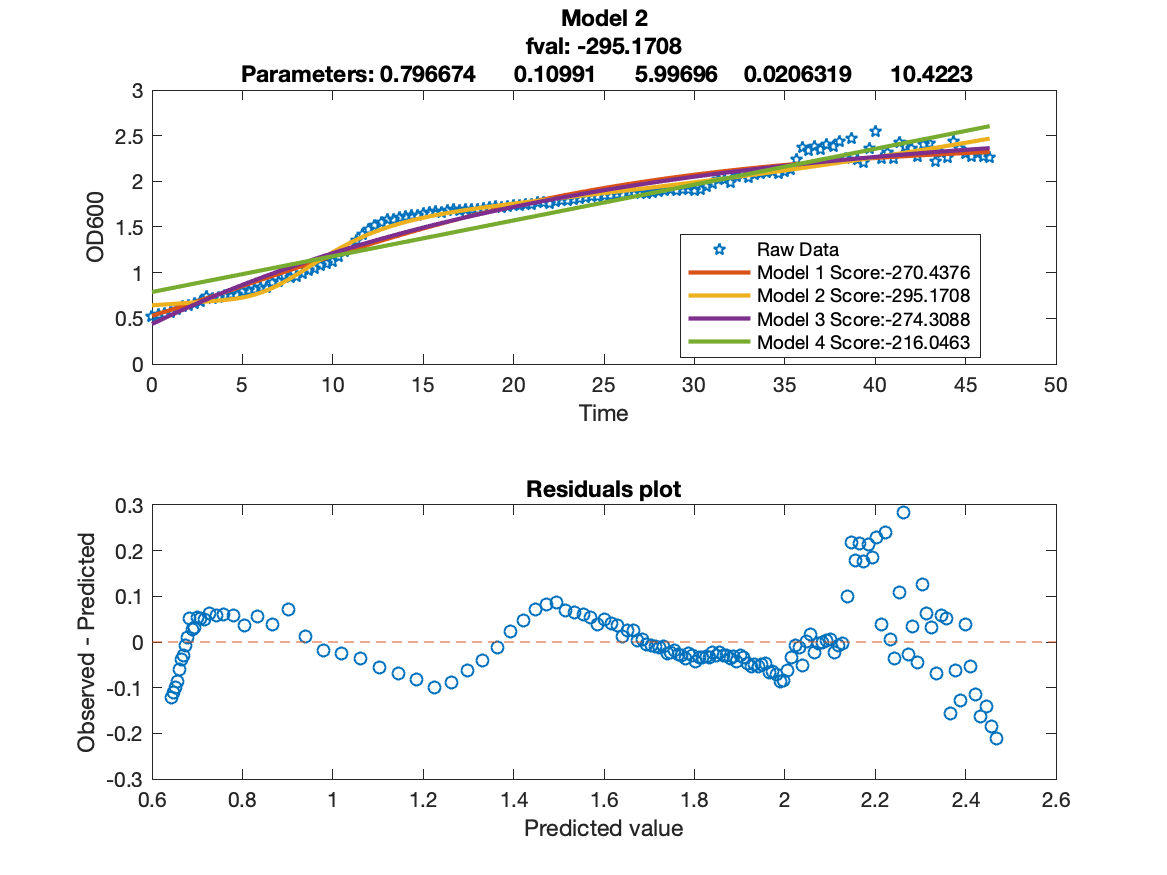 Model 2
fval: -295.1708
Parameters: 0.796674 0.10991 5.99696 0.0206319 10.4223
3
2.5
2
1.5
1
0.5
0
OD600
Raw Data
Model 1 Score:-270.4376
Model 2 Score:-295.1708
Model 3 Score:-274.3088
Model 4 Score:-216.0463
0 5 10 15 20 25 30 35 40 45 50
Time
Residuals plot
0.3
0.2
0.1
0
-0.1
-0.2
-0.3
Observed - Predicted
0.6 0.8 1 1.2 1.4 1.6 1.8 2 2.2 2.4 2.6
Predicted value